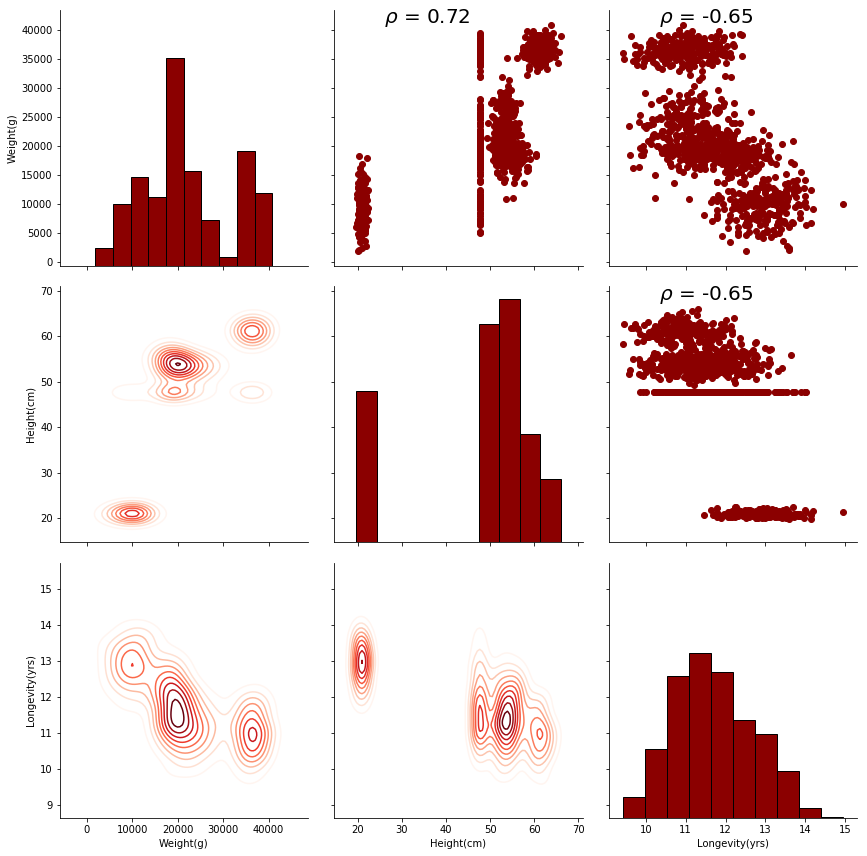 ρ = 0.72
ρ = -0.65
40000
35000
30000
25000
20000
15000
10000
5000
0
Weight(g)
ρ = -0.65
70
60
50
40
30
20
Height(cm)
15
14
13
12
11
10
9
Longevity(yrs)
0 10000 20000 30000 40000
Weight(g)
20 30 40 50 60 70
Height(cm)
10 11 12 13 14 15
Longevity(yrs)